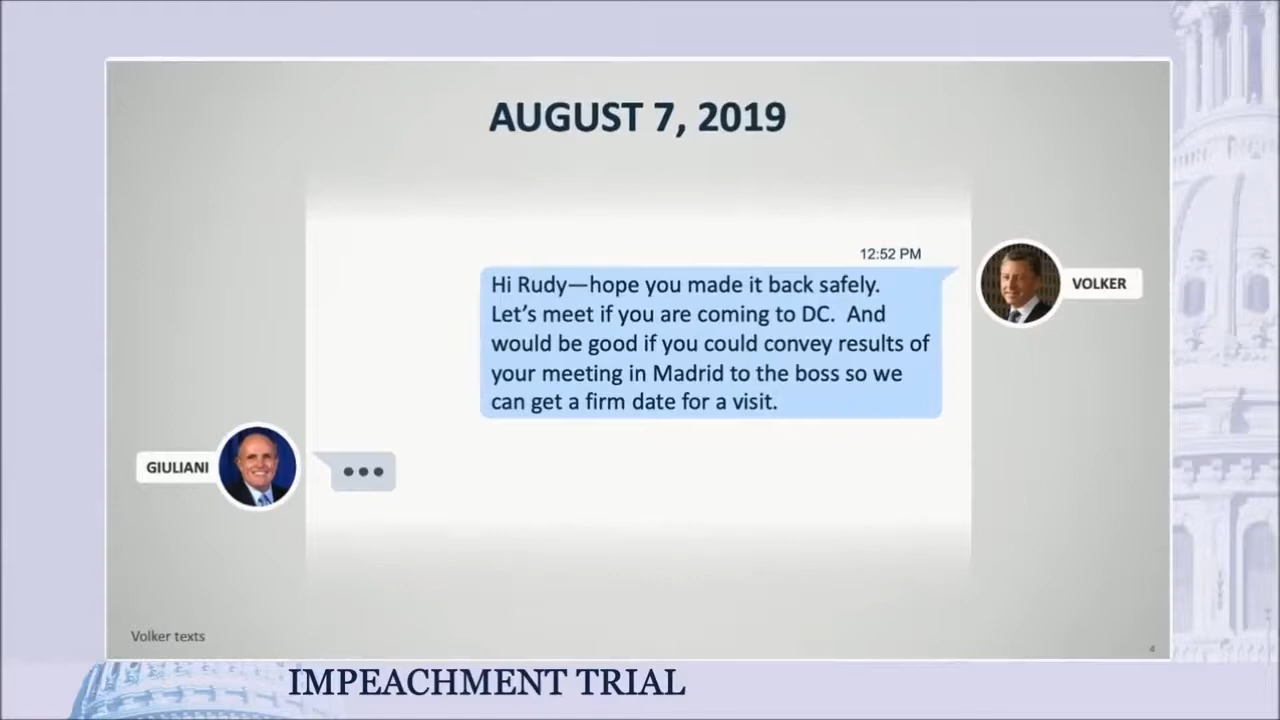 AUGUST 7, 2019
12:52 PM
Hi Rudy—hope you made it back safely.
Let's meet if you are coming to DC. And
would be good if you could convey results of
your meeting in Madrid to the boss so we
can get a firm date for a visit.
VOLKER
GIULIANI
•••
Volker texts
4
IMPEACHMENT TRIAL